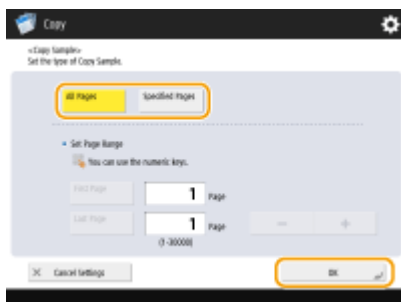 Copy
<Copy Sample>
Set the type of Copy Sample.
All Pages
Specified Pages
Set Page Range
You can use the numeric keys.
First Page
1 Page
Last Page
1 Page
− +
(1-30000)
× Cancel Settings
OK